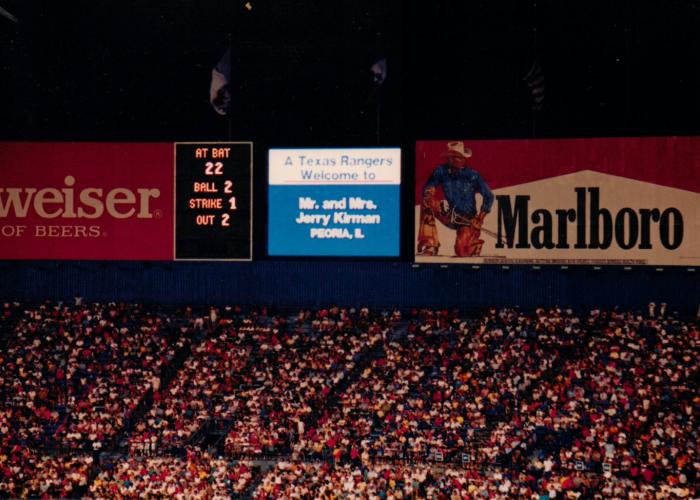 weiser®
OF BEERS.
AT BAT
22
BALL 2
STRIKE 1
OUT 2
A Texas Rangers
Welcome to
Mr. and Mrs.
Jerry Kirman
PEORIA, IL.
Marlboro